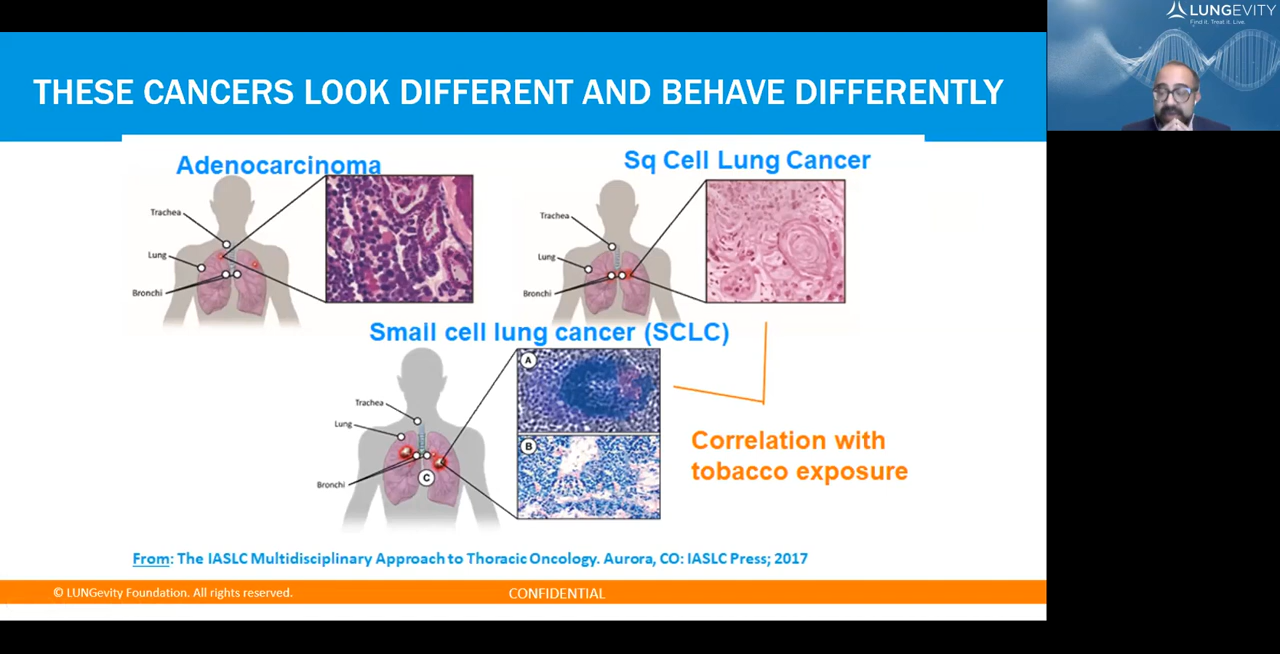 LUNGEVITY
Find it. Treat it. Live.
THESE CANCERS LOOK DIFFERENT AND BEHAVE DIFFERENTLY
Adenocarcinoma
Trachea
Lung
Bronchi
Sq Cell Lung Cancer
Trachea
Lung
Bronchi
Small cell lung cancer (SCLC)
Trachea
Lung
Bronchi
C
A
B
Correlation with
tobacco exposure
From: The IASLC Multidisciplinary Approach to Thoracic Oncology. Aurora, CO: IASLC Press; 2017
© LUNGevity Foundation. All rights reserved.
CONFIDENTIAL